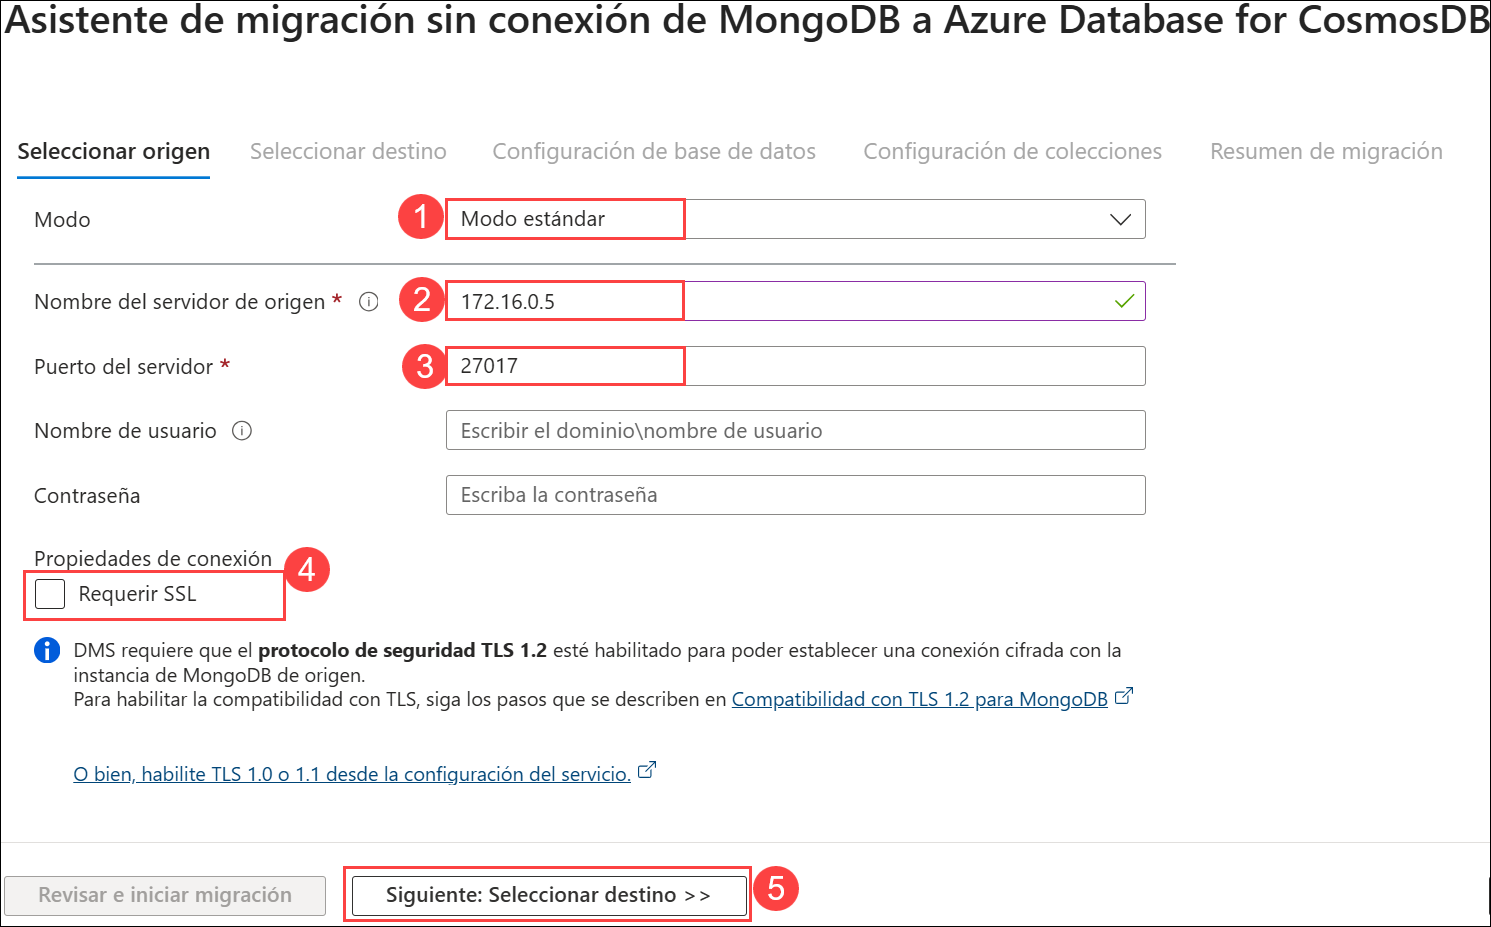 Asistente de migración sin conexión de MongoDB a Azure Database for CosmosDB
Seleccionar origen Seleccionar destino Configuración de base de datos Configuración de colecciones Resumen de migración
Modo 1 Modo estándar
Nombre del servidor de origen * 2 172.16.0.5
Puerto del servidor * 3 27017
Nombre de usuario Escribir el dominio\nombre de usuario
Contraseña Escriba la contraseña
Propiedades de conexión
4
Requerir SSL
DMS requiere que el protocolo de seguridad TLS 1.2 esté habilitado para poder establecer una conexión cifrada con la
instancia de MongoDB de origen.
Para habilitar la compatibilidad con TLS, siga los pasos que se describen en Compatibilidad con TLS 1.2 para MongoDB
O bien, habilite TLS 1.0 o 1.1 desde la configuración del servicio.
Revisar e iniciar migración Siguiente: Seleccionar destino >> 5